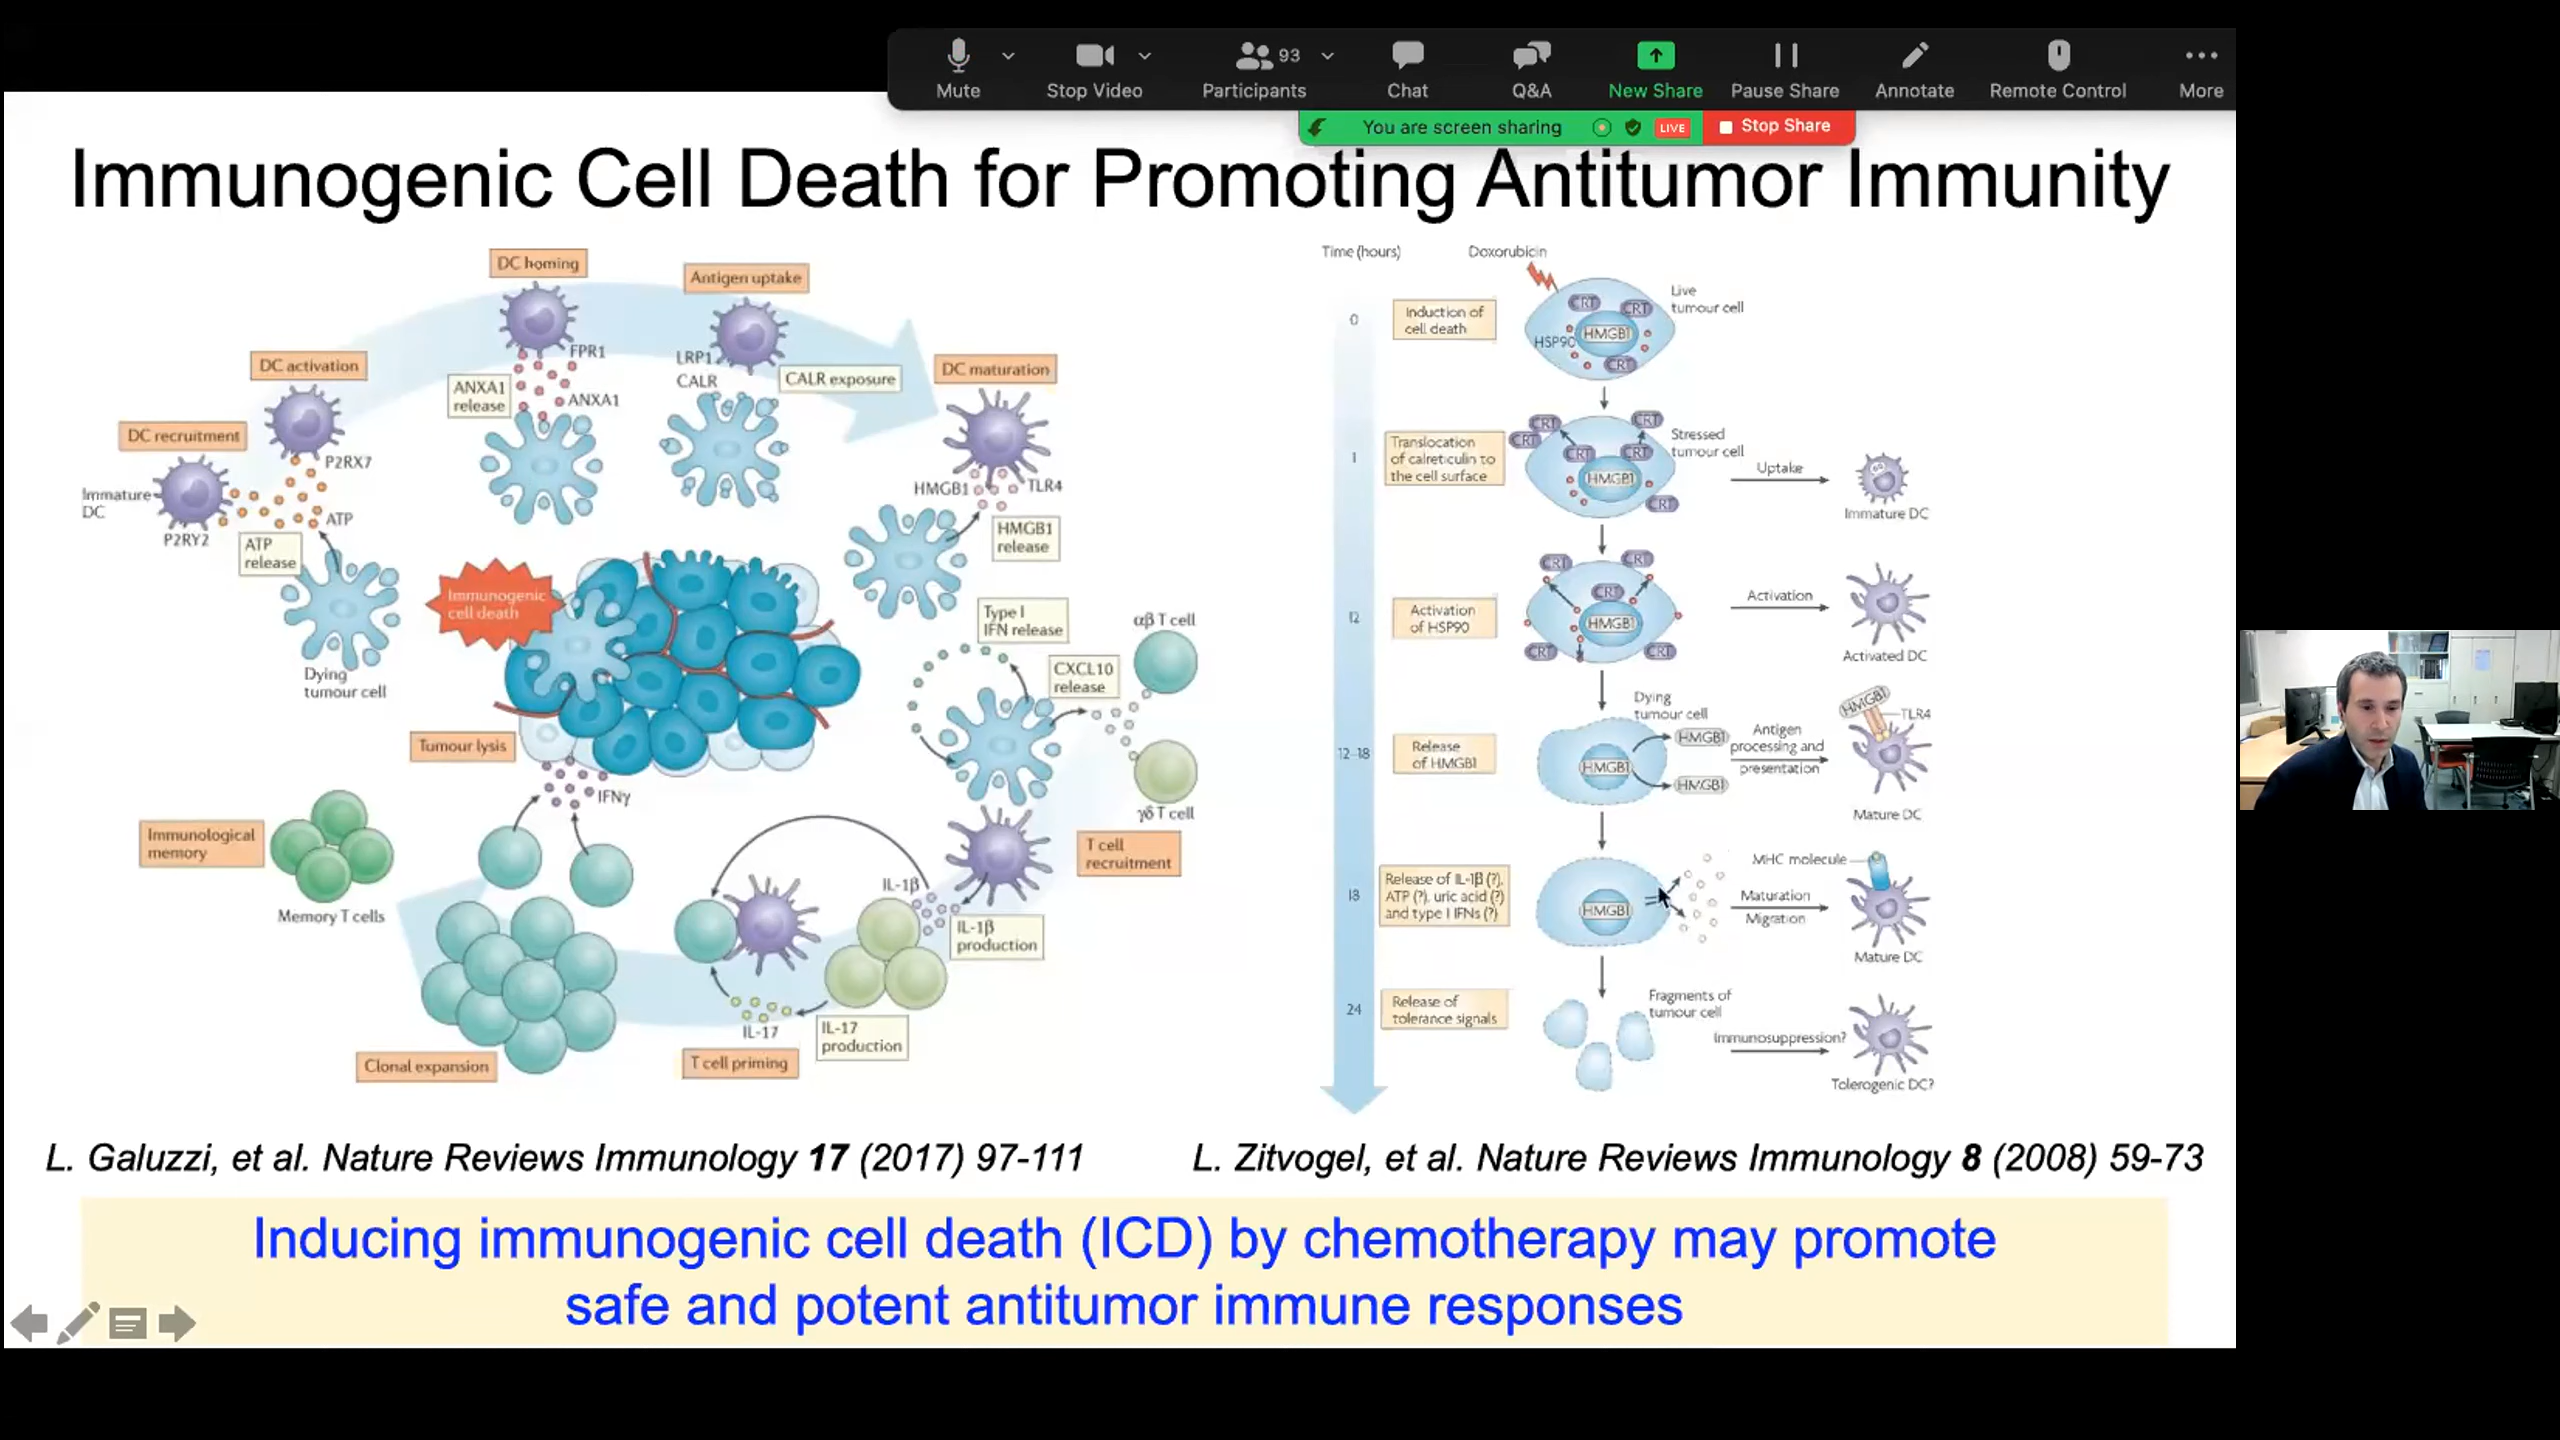 Mute
Stop Video
93
Participants
Chat
Q&A
New Share
Pause Share
Annotate
Remote Control
More
You are screen sharing
LIVE
Stop Share
Immunogenic Cell Death for Promoting Antitumor Immunity
DC homing
Antigen uptake
FPR1
LRP1
CALR
CALR exposure
DC activation
ANXA1
release
ANXA1
DC maturation
DC recruitment
P2RX7
Immature
DC
P2RY2
ATP
ATP
release
HMGB1
TLR4
HMGB1
release
Immunogenic
cell death
Dying
tumour cell
Type I
IFN release
αβ T cell
CXCL10
release
Tumour lysis
IFNγ
γδ T cell
Immunological
memory
Memory T cells
T cell
recruitment
IL-1β
IL-1β
production
IL-17
IL-17
production
Clonal expansion
T cell priming
Time (hours)
Doxorubicin
0
Induction of
cell death
CRT
CRT
HSP90
HMGB1
CRT
Live
tumour cell
1
Translocation
of calreticulin to
the cell surface
CRT
CRT
CRT
CRT
CRT
HMGB1
CRT
Stressed
tumour cell
Uptake
Immature DC
12
Activation
of HSP90
CRT
CRT
CRT
HMGB1
CRT
CRT
Activation
Activated DC
12–18
Release
of HMGB1
Dying
tumour cell
HMGB1
HMGB1
HMGB1
Antigen
processing and
presentation
HMGB1
TLR4
Mature DC
18
Release of IL-1β (?),
ATP (?), uric acid (?)
and type I IFNs (?)
HMGB1
MHC molecule
Maturation
Migration
Mature DC
24
Release of
tolerance signals
Fragments of
tumour cell
Immunosuppression?
Tolerogenic DC?
L. Galuzzi, et al. Nature Reviews Immunology 17 (2017) 97-111
L. Zitvogel, et al. Nature Reviews Immunology 8 (2008) 59-73
Inducing immunogenic cell death (ICD) by chemotherapy may promote
safe and potent antitumor immune responses